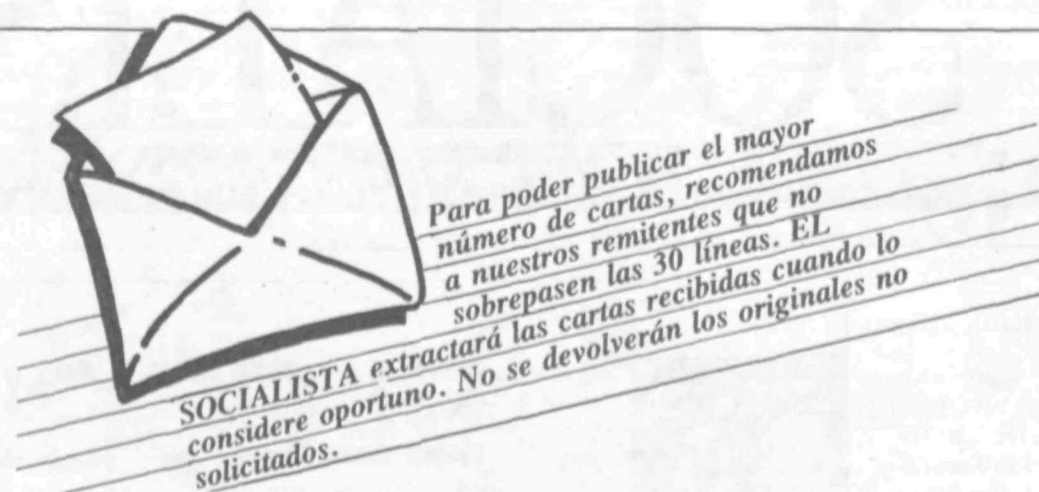 Para poder publicar el mayor
número de cartas, recomendamos
a nuestros remitentes que no
sobrepasen las 30 líneas. EL
SOCIALISTA extractará las cartas recibidas cuando lo
considere oportuno. No se devolverán los originales no
solicitados.